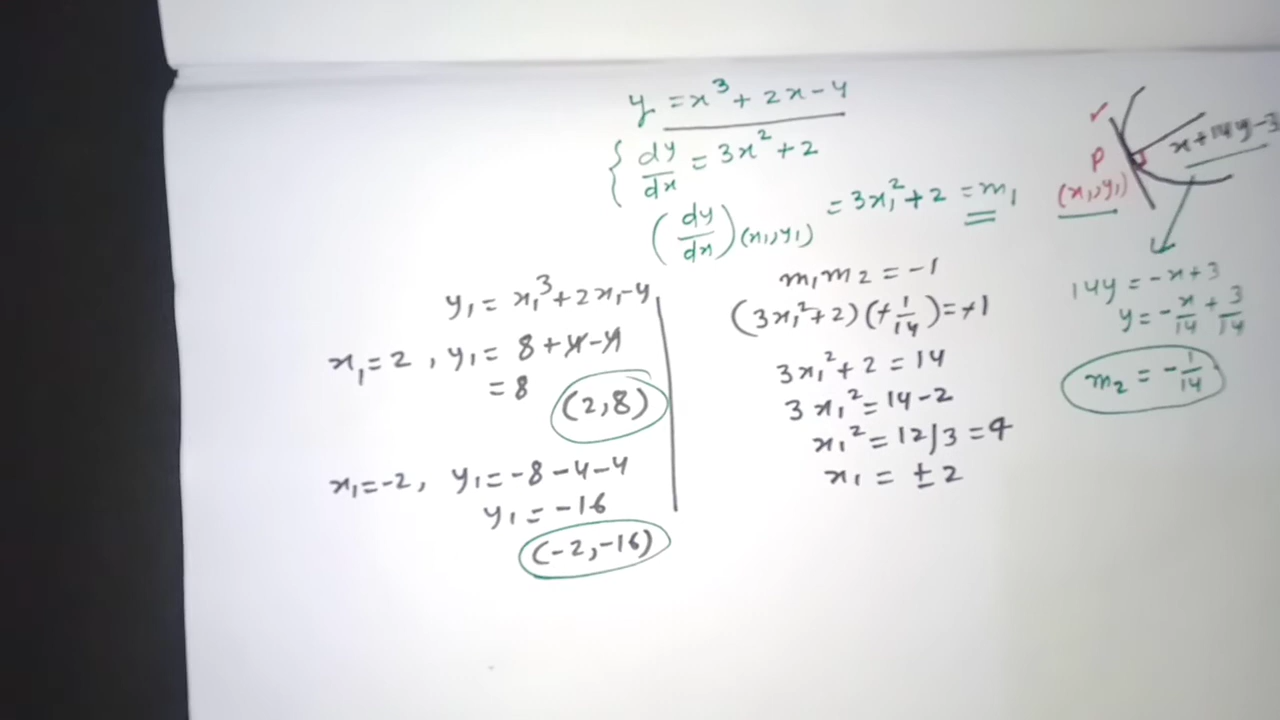 y = x³ + 2x - 4
dy/dx = 3x² + 2
(dy/dx)(x₁,y₁) = 3x₁² + 2 = m₁
y₁ = x₁³ + 2x₁ - 4
x₁ = 2, y₁ = 8 + 4 - 4
= 8 (2,8)
x₁ = -2, y₁ = -8 - 4 - 4
y₁ = -16
(-2,-16)
m₁m₂ = -1
(3x₁² + 2)(+1/14) = +1
3x₁² + 2 = 14
3x₁² = 14 - 2
x₁² = 12/3 = 4
x₁ = ± 2
x + 14y - 3
P
(x₁,y₁)
14y = -x + 3
y = -x/14 + 3/14
m₂ = -1/14